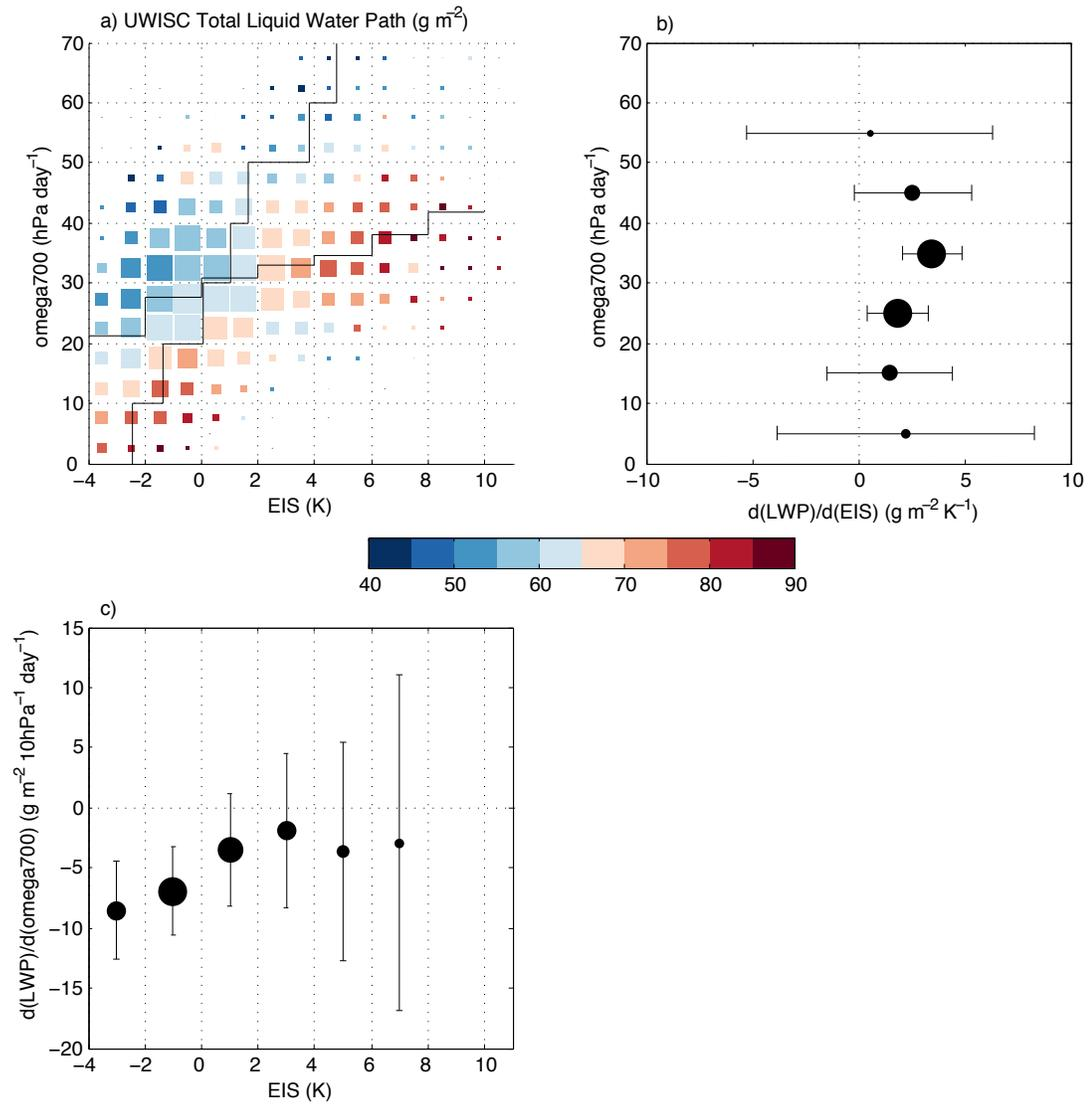 a) UWISC Total Liquid Water Path (g m⁻²)
70
60
50
40
30
20
10
0
omega700 (hPa day⁻¹)
−4 −2 0 2 4 6 8 10
EIS (K)
b)
70
60
50
40
30
20
10
0
omega700 (hPa day⁻¹)
−10 −5 0 5 10
d(LWP)/d(EIS) (g m⁻² K⁻¹)
40 50 60 70 80 90
c)
15
10
5
0
−5
−10
−15
−20
d(LWP)/d(omega700) (g m⁻² 10hPa⁻¹ day⁻¹)
−4 −2 0 2 4 6 8 10
EIS (K)